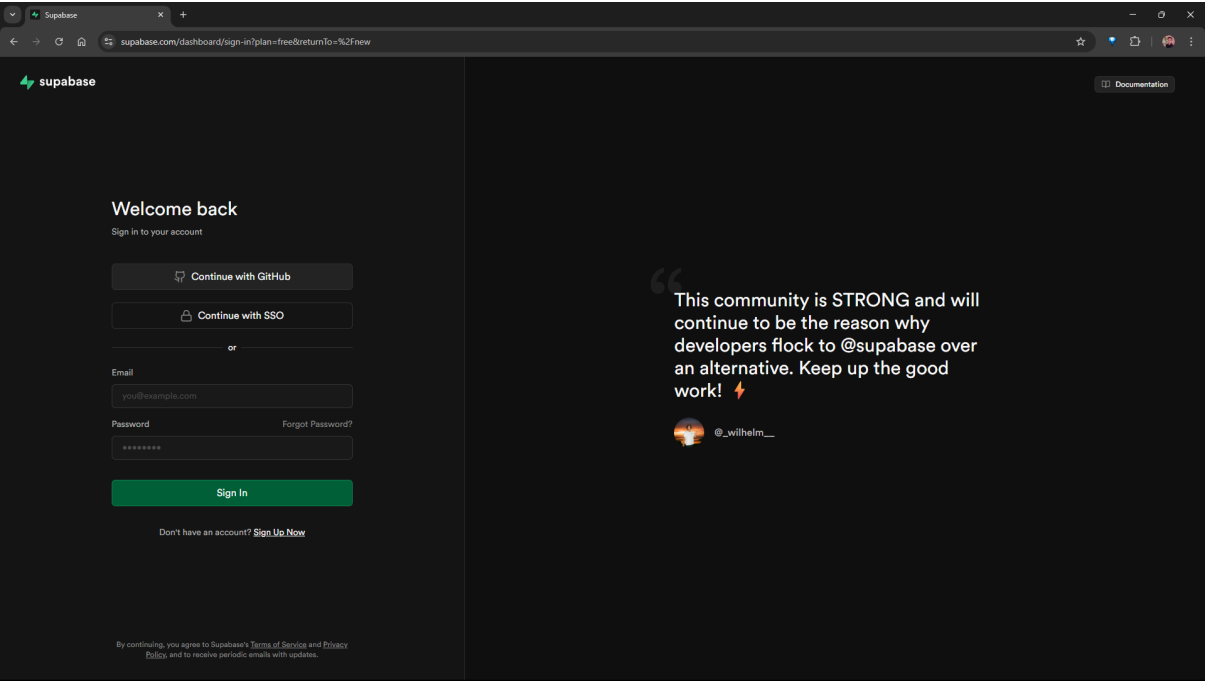 Supabase
supabase.com/dashboard/sign-in?plan=free&returnTo=%2Fnew
supabase
Documentation
Welcome back
Sign in to your account
Continue with GitHub
Continue with SSO
or
Email
you@example.com
Password Forgot Password?
••••••••
Sign In
Don't have an account? Sign Up Now
By continuing, you agree to Supabase's Terms of Service and Privacy
Policy, and to receive periodic emails with updates.
“
This community is STRONG and will
continue to be the reason why
developers flock to @supabase over
an alternative. Keep up the good
work! ⚡
@_wilhelm__